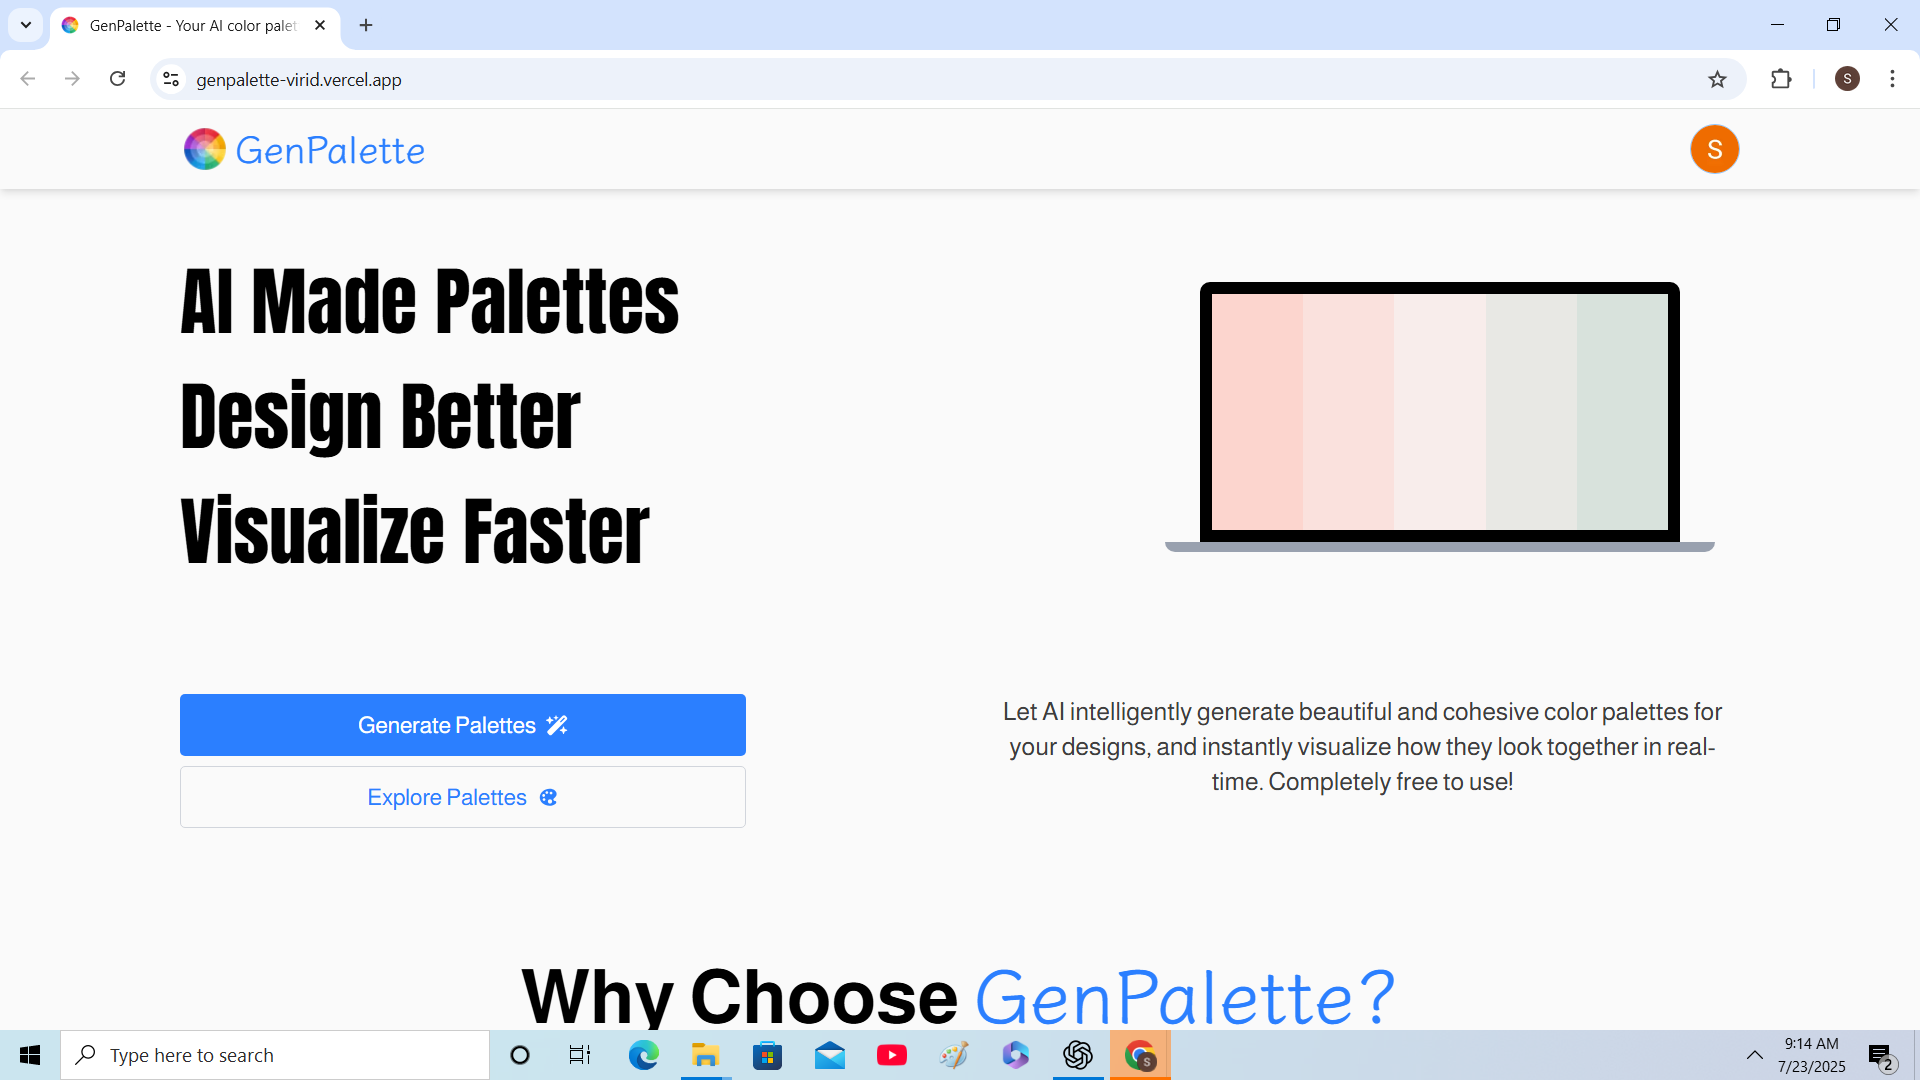 GenPalette - Your AI color palet
genpalette-virid.vercel.app
S
GenPalette
S
AI Made Palettes
Design Better
Visualize Faster
Generate Palettes
Explore Palettes
Let AI intelligently generate beautiful and cohesive color palettes for
your designs, and instantly visualize how they look together in real-
time. Completely free to use!
Why Choose GenPalette?
Type here to search
S
9:14 AM
7/23/2025
2